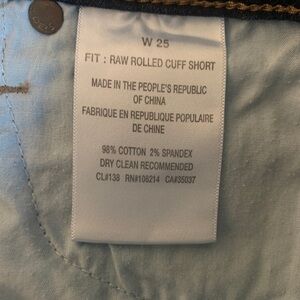 W 25
FIT : RAW ROLLED CUFF SHORT
MADE IN THE PEOPLE'S REPUBLIC
OF CHINA
FABRIQUE EN REPUBLIQUE POPULAIRE
DE CHINE
98% COTTON 2% SPANDEX
DRY CLEAN RECOMMENDED
CL#138 RN#106214 CA#35037